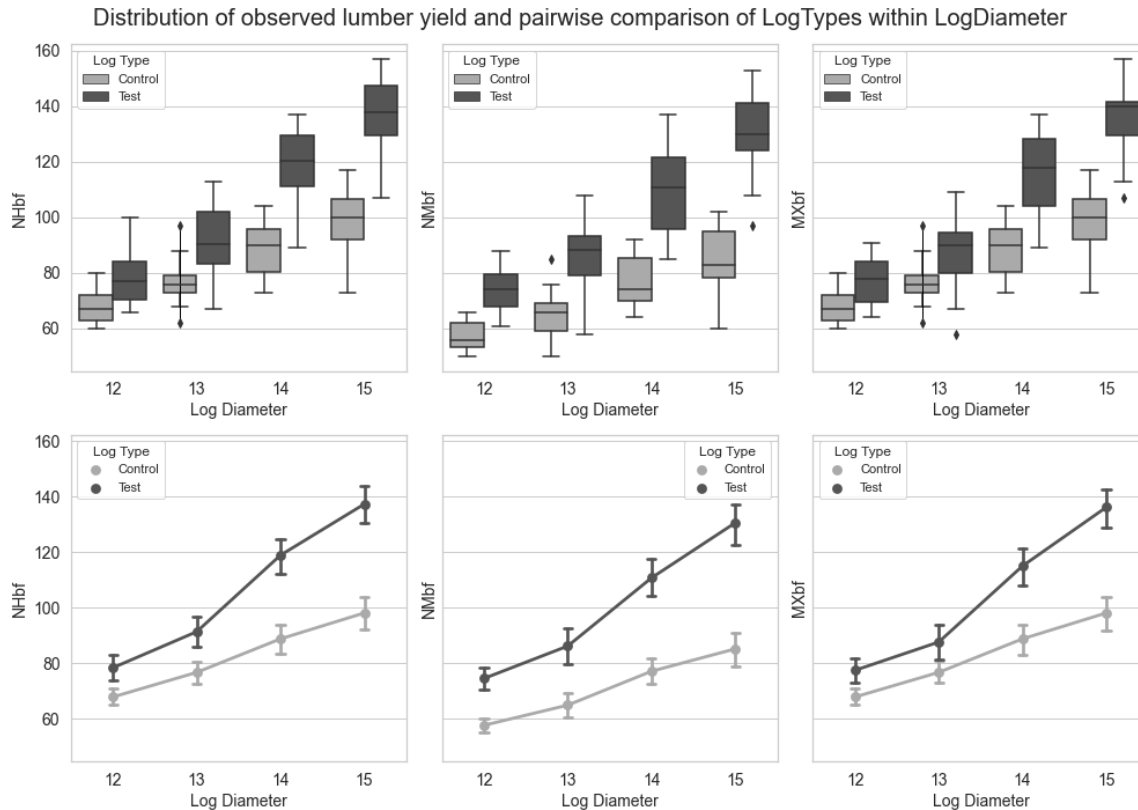 Distribution of observed lumber yield and pairwise comparison of LogTypes within LogDiameter
160
140
120
100
80
60
NHbf
Log Type
Control
Test
12 13 14 15
Log Diameter
NMbf
Log Type
Control
Test
12 13 14 15
Log Diameter
MXbf
Log Type
Control
Test
12 13 14 15
Log Diameter
160
140
120
100
80
60
NHbf
Log Type
Control
Test
12 13 14 15
Log Diameter
NMbf
Log Type
Control
Test
12 13 14 15
Log Diameter
MXbf
Log Type
Control
Test
12 13 14 15
Log Diameter